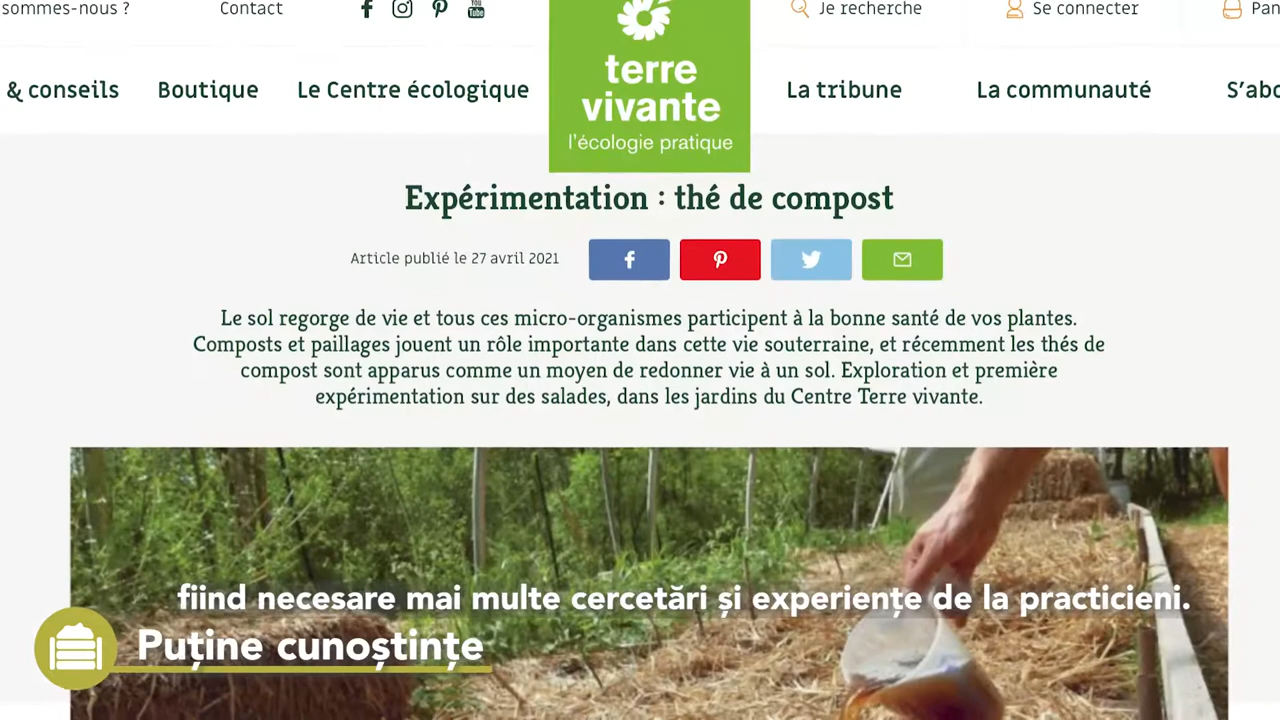 sommes-nous ?
Contact
You
Tube
Je recherche
Se connecter
Pan
& conseils
Boutique
Le Centre écologique
terre
vivante
l'écologie pratique
La tribune
La communauté
S'abo
Expérimentation : thé de compost
Article publié le 27 avril 2021
Le sol regorge de vie et tous ces micro-organismes participent à la bonne santé de vos plantes.
Composts et paillages jouent un rôle importante dans cette vie souterraine, et récemment les thés de
compost sont apparus comme un moyen de redonner vie à un sol. Exploration et première
expérimentation sur des salades, dans les jardins du Centre Terre vivante.
fiind necesare mai multe cercetări și experiențe de la practicieni.
Puține cunoștințe